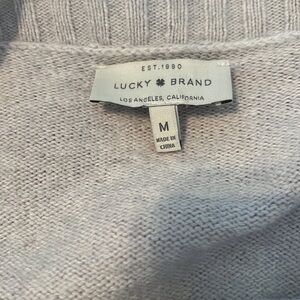 EST.1990
LUCKY BRAND
LOS ANGELES, CALIFORNIA
M
MADE IN
CHINA